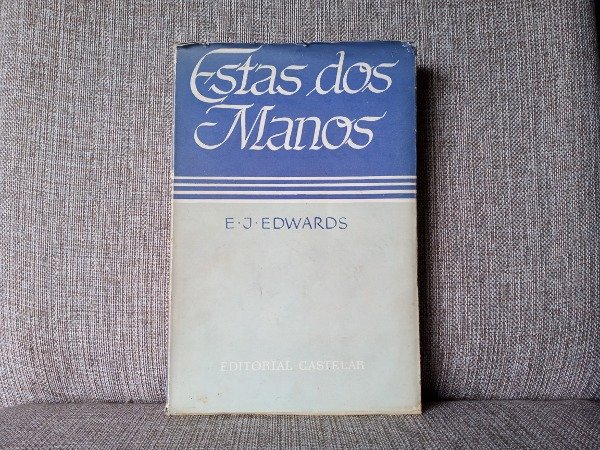 Estas dos
Manos
E·J·EDWARDS
EDITORIAL CASTELAR